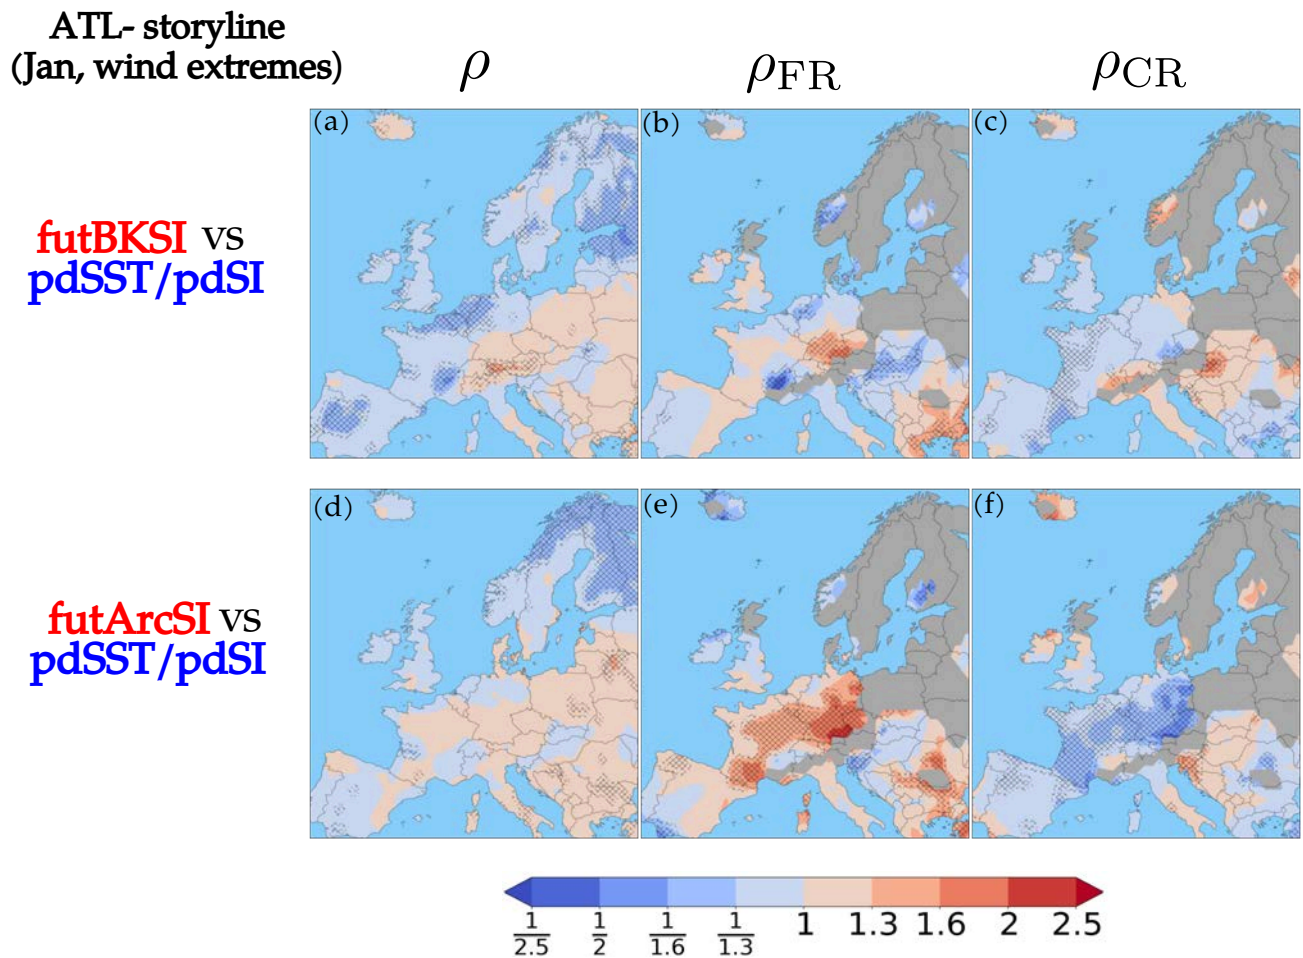 ATL- storyline
(Jan, wind extremes)
ρ
ρFR
ρCR
(a)
(b)
(c)
futBKSI vs
pdSST/pdSI
(d)
(e)
(f)
futArcSI vs
pdSST/pdSI
1/2.5 1/2 1/1.6 1/1.3 1 1.3 1.6 2 2.5